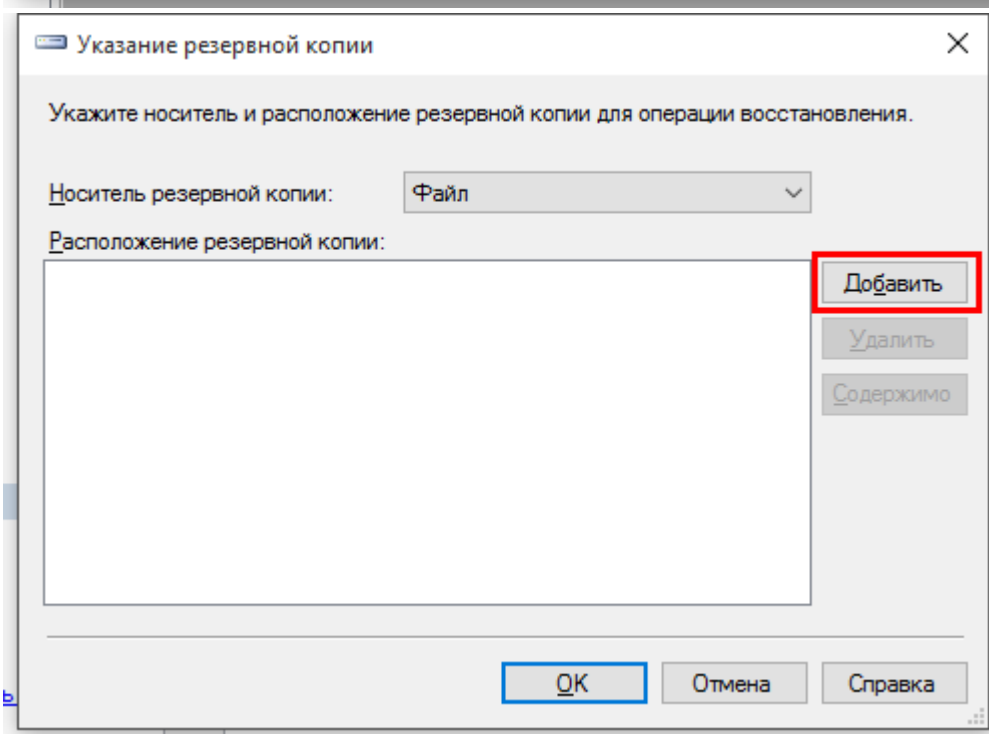 Указание резервной копии
Укажите носитель и расположение резервной копии для операции восстановления.
Носитель резервной копии: Файл
Расположение резервной копии:
Добавить
Удалить
Содержимо
ОК Отмена Справка
ь